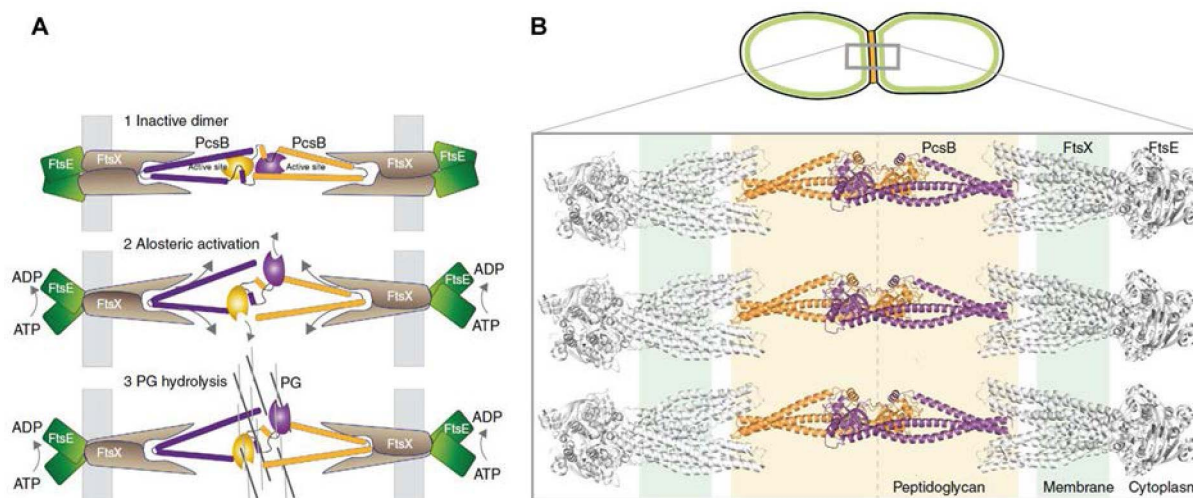 A
1 Inactive dimer
PcsB PcsB
FtsE FtsX Active site Active site FtsX FtsE
2 Alosteric activation
ADP ADP
FtsE FtsX FtsX FtsE
ATP ATP
3 PG hydrolysis PG
ADP ADP
FtsE FtsX FtsX FtsE
ATP ATP
B
PcsB FtsX FtsE
Peptidoglycan Membrane Cytoplasm